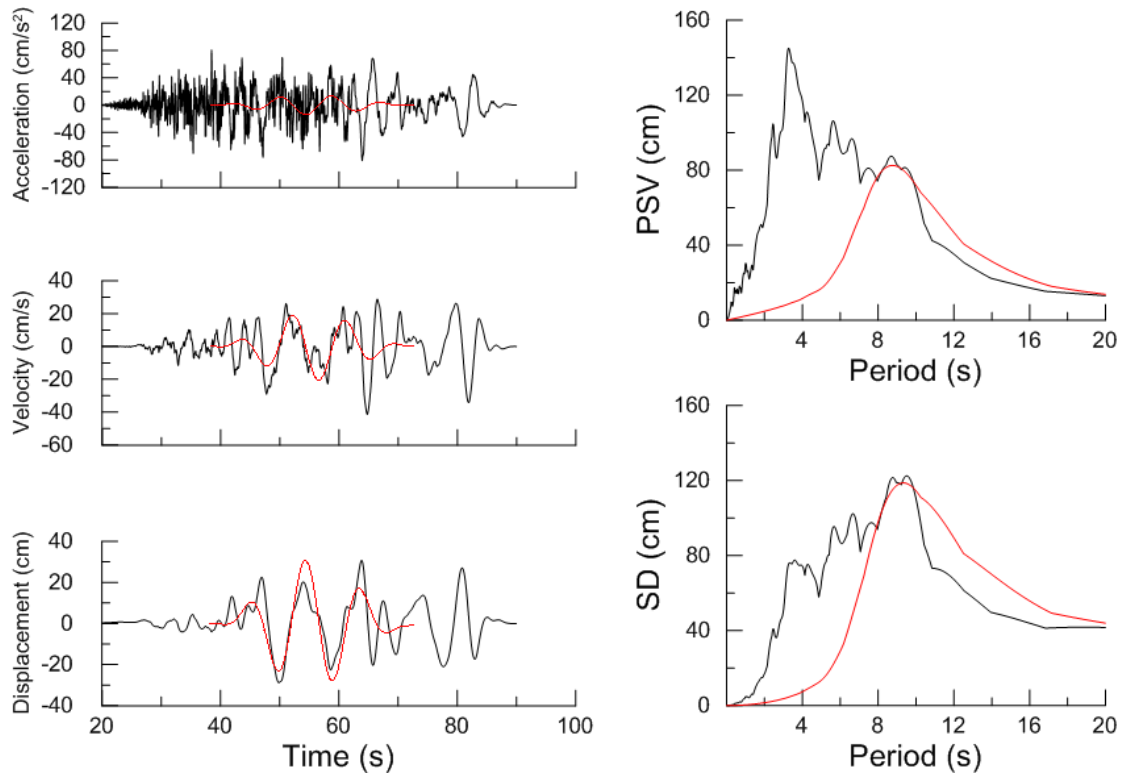 Acceleration (cm/s²)
120
80
40
0
-40
-80
-120
Velocity (cm/s)
40
20
0
-20
-40
-60
Displacement (cm)
40
20
0
-20
-40
20 40 60 80 100
Time (s)
PSV (cm)
160
120
80
40
0
4 8 12 16 20
Period (s)
SD (cm)
160
120
80
40
0
4 8 12 16 20
Period (s)